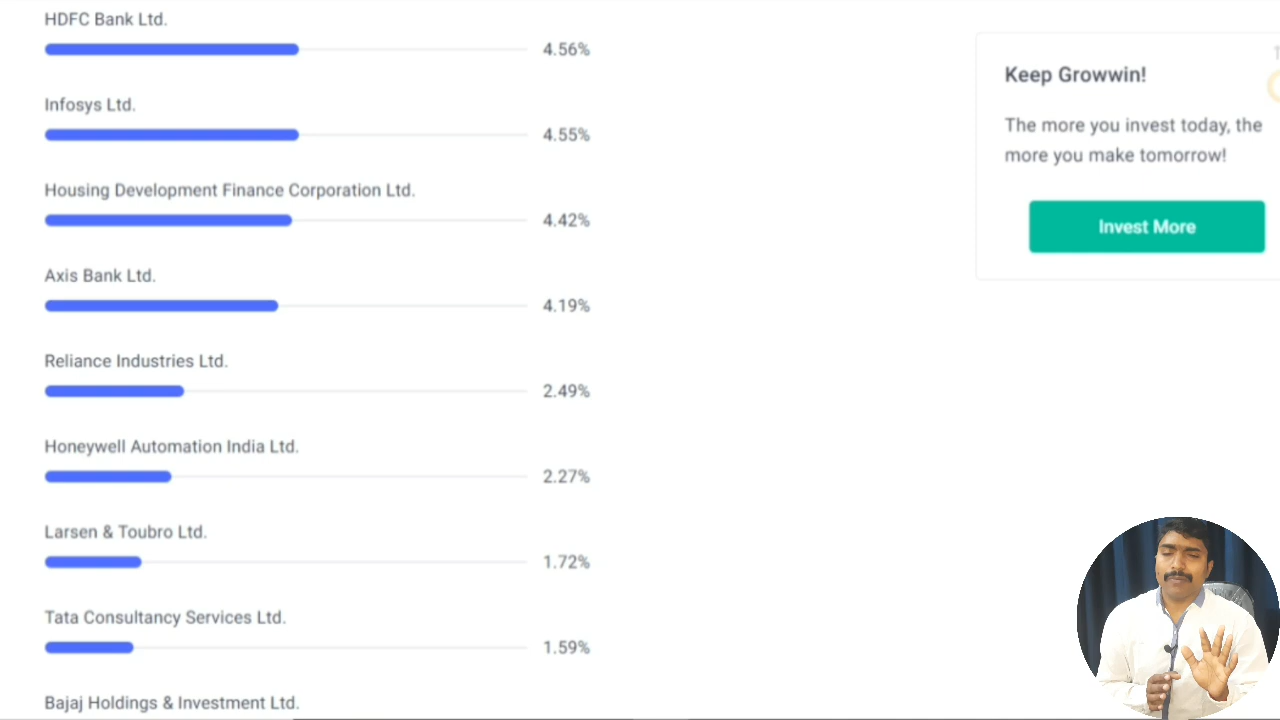 HDFC Bank Ltd.
4.56%
Infosys Ltd.
4.55%
Housing Development Finance Corporation Ltd.
4.42%
Axis Bank Ltd.
4.19%
Reliance Industries Ltd.
2.49%
Honeywell Automation India Ltd.
2.27%
Larsen & Toubro Ltd.
1.72%
Tata Consultancy Services Ltd.
1.59%
Bajaj Holdings & Investment Ltd.
Keep Growwin!
The more you invest today, the
more you make tomorrow!
Invest More